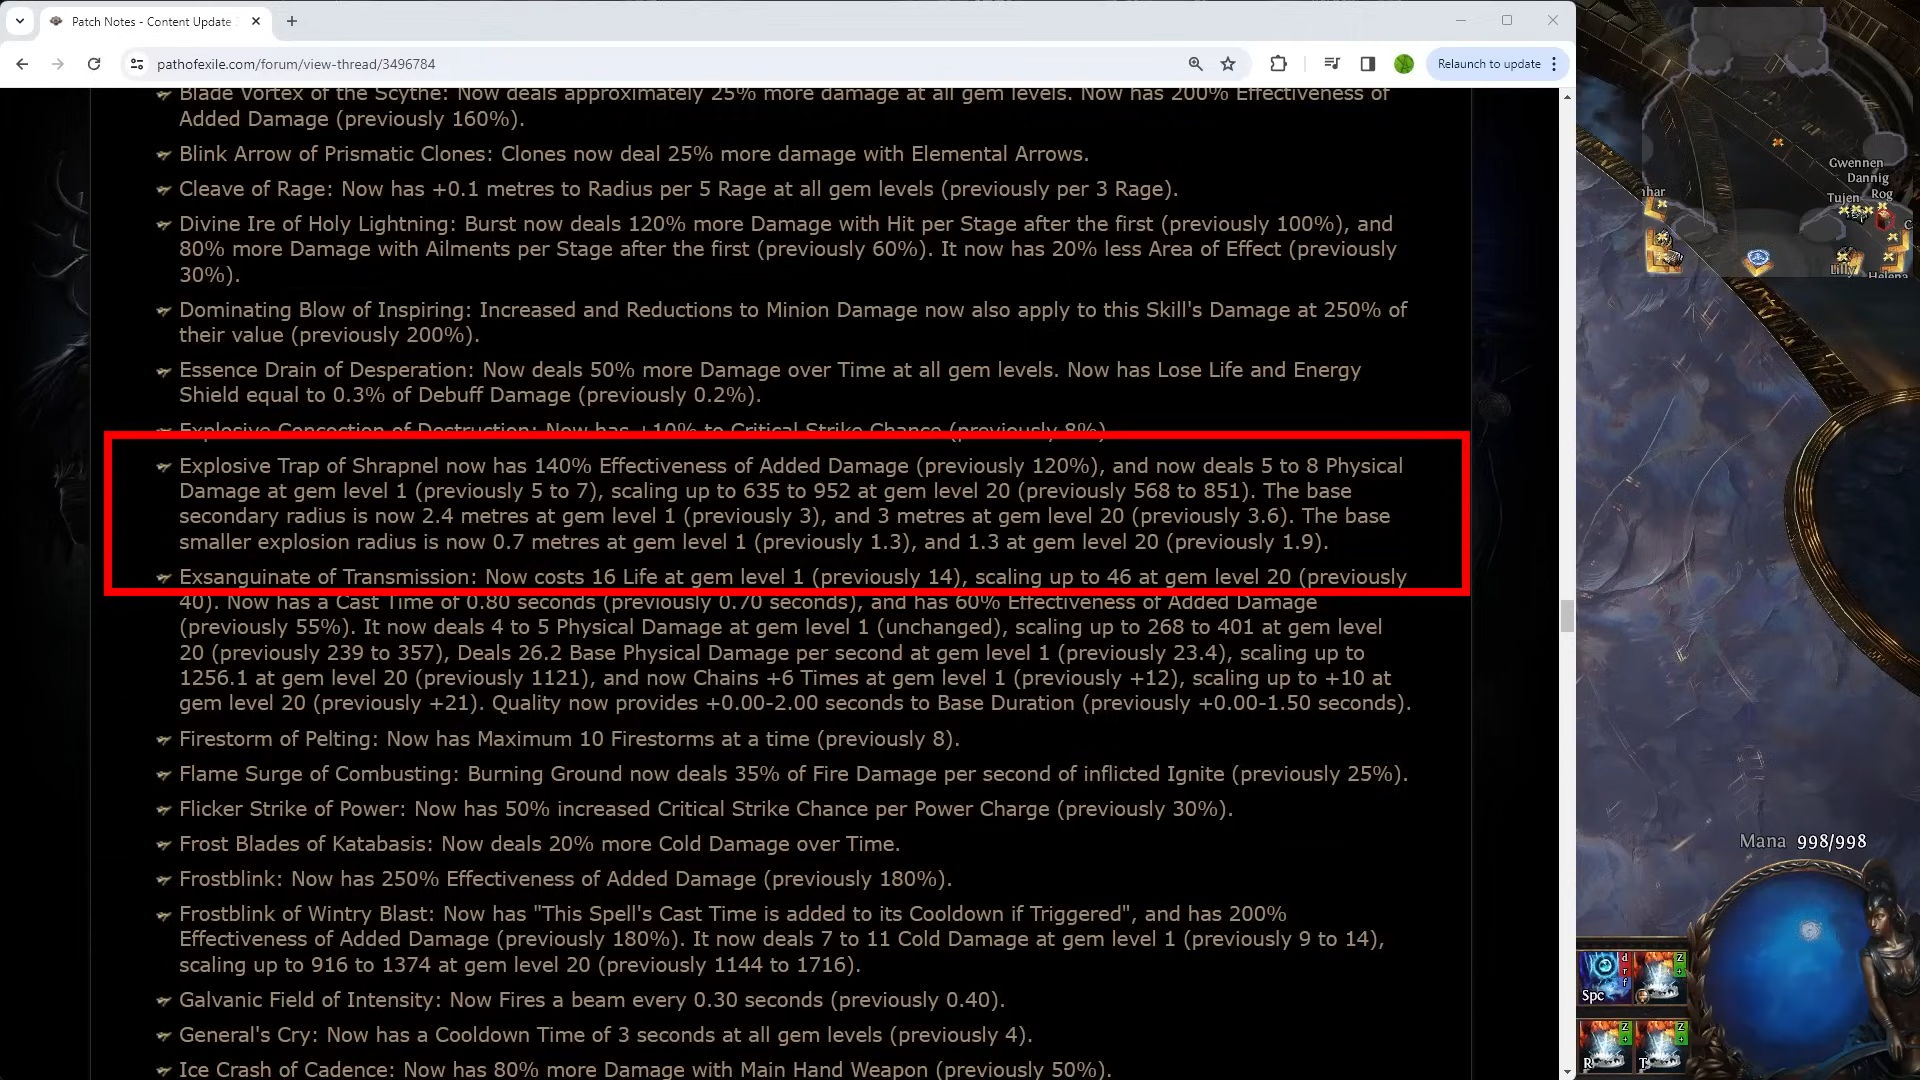 Patch Notes - Content Update
pathofexile.com/forum/view-thread/3496784
Relaunch to update
Blade Vortex of the Scythe: Now deals approximately 25% more damage at all gem levels. Now has 200% Effectiveness of
Added Damage (previously 160%).
Blink Arrow of Prismatic Clones: Clones now deal 25% more damage with Elemental Arrows.
Cleave of Rage: Now has +0.1 metres to Radius per 5 Rage at all gem levels (previously per 3 Rage).
Divine Ire of Holy Lightning: Burst now deals 120% more Damage with Hit per Stage after the first (previously 100%), and
80% more Damage with Ailments per Stage after the first (previously 60%). It now has 20% less Area of Effect (previously
30%).
Dominating Blow of Inspiring: Increased and Reductions to Minion Damage now also apply to this Skill's Damage at 250% of
their value (previously 200%).
Essence Drain of Desperation: Now deals 50% more Damage over Time at all gem levels. Now has Lose Life and Energy
Shield equal to 0.3% of Debuff Damage (previously 0.2%).
Explosive Concoction of Destruction: Now has +10% to Critical Strike Chance (previously 8%)
Explosive Trap of Shrapnel now has 140% Effectiveness of Added Damage (previously 120%), and now deals 5 to 8 Physical
Damage at gem level 1 (previously 5 to 7), scaling up to 635 to 952 at gem level 20 (previously 568 to 851). The base
secondary radius is now 2.4 metres at gem level 1 (previously 3), and 3 metres at gem level 20 (previously 3.6). The base
smaller explosion radius is now 0.7 metres at gem level 1 (previously 1.3), and 1.3 at gem level 20 (previously 1.9).
Exsanguinate of Transmission: Now costs 16 Life at gem level 1 (previously 14), scaling up to 46 at gem level 20 (previously
40). Now has a Cast Time of 0.80 seconds (previously 0.70 seconds), and has 60% Effectiveness of Added Damage
(previously 55%). It now deals 4 to 5 Physical Damage at gem level 1 (unchanged), scaling up to 268 to 401 at gem level
20 (previously 239 to 357), Deals 26.2 Base Physical Damage per second at gem level 1 (previously 23.4), scaling up to
1256.1 at gem level 20 (previously 1121), and now Chains +6 Times at gem level 1 (previously +12), scaling up to +10 at
gem level 20 (previously +21). Quality now provides +0.00-2.00 seconds to Base Duration (previously +0.00-1.50 seconds).
Firestorm of Pelting: Now has Maximum 10 Firestorms at a time (previously 8).
Flame Surge of Combusting: Burning Ground now deals 35% of Fire Damage per second of inflicted Ignite (previously 25%).
Flicker Strike of Power: Now has 50% increased Critical Strike Chance per Power Charge (previously 30%).
Frost Blades of Katabasis: Now deals 20% more Cold Damage over Time.
Frostblink: Now has 250% Effectiveness of Added Damage (previously 180%).
Frostblink of Wintry Blast: Now has "This Spell's Cast Time is added to its Cooldown if Triggered", and has 200%
Effectiveness of Added Damage (previously 180%). It now deals 7 to 11 Cold Damage at gem level 1 (previously 9 to 14),
scaling up to 916 to 1374 at gem level 20 (previously 1144 to 1716).
Galvanic Field of Intensity: Now Fires a beam every 0.30 seconds (previously 0.40).
General's Cry: Now has a Cooldown Time of 3 seconds at all gem levels (previously 4).
Ice Crash of Cadence: Now has 80% more Damage with Main Hand Weapon (previously 50%).
Gwennen
Dannig
Tujen Rog
nhar
Lilly
Helena
Mana 998/998
d
r
f
Spc
Z
Z
R
Z
T